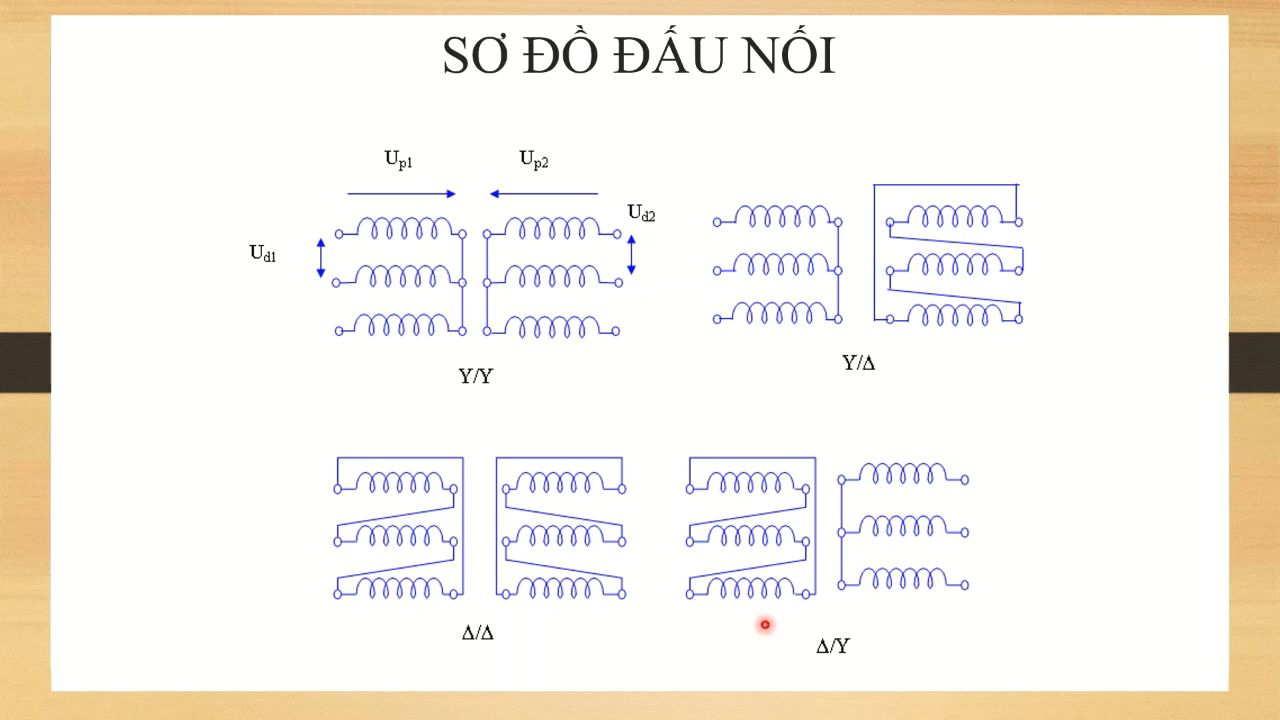 SƠ ĐỒ ĐẤU NỐI
Up1
Up2
Ud2
Ud1
Y/Y
Y/Δ
Δ/Δ
Δ/Y